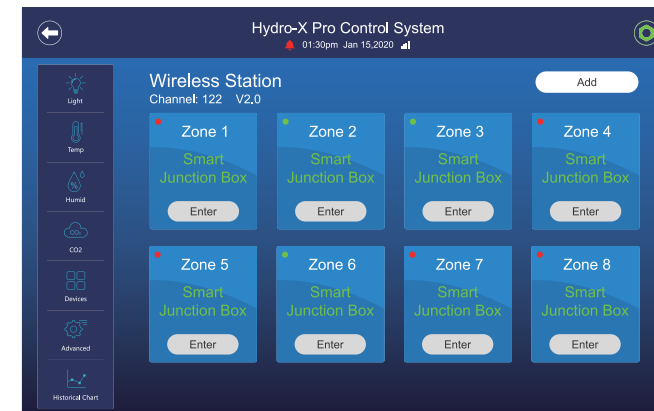 Hydro-X Pro Control System
01:30pm Jan 15,2020
Light
Temp
%
Humid
CO₂
CO2
Devices
Advanced
Historical Chart
Wireless Station
Add
Channel: 122 V2.0
Zone 1
Smart
Junction Box
Enter
Zone 2
Smart
Junction Box
Enter
Zone 3
Smart
Junction Box
Enter
Zone 4
Smart
Junction Box
Enter
Zone 5
Smart
Junction Box
Enter
Zone 6
Smart
Junction Box
Enter
Zone 7
Smart
Junction Box
Enter
Zone 8
Smart
Junction Box
Enter